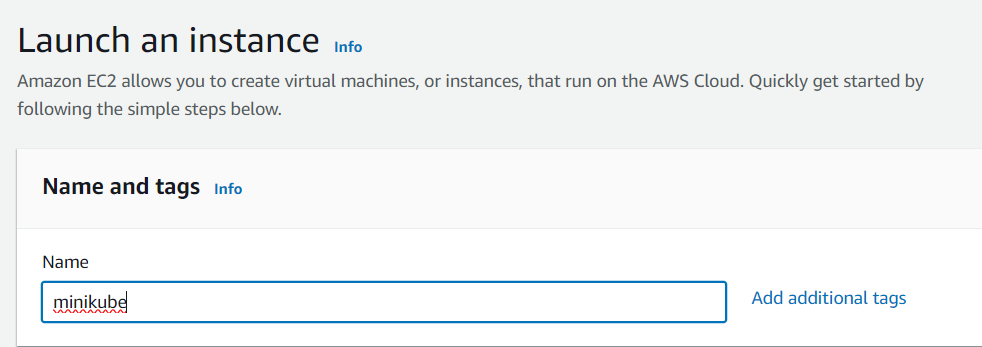 Launch an instance Info
Amazon EC2 allows you to create virtual machines, or instances, that run on the AWS Cloud. Quickly get started by
following the simple steps below.
Name and tags Info
Name
minikube
Add additional tags